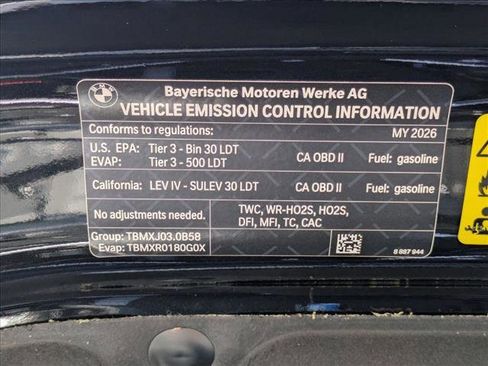 BMW
Bayerische Motoren Werke AG
VEHICLE EMISSION CONTROL INFORMATION
Conforms to regulations: MY 2026
U.S. EPA: Tier 3 - Bin 30 LDT
EVAP: Tier 3 - 500 LDT CA OBD II Fuel: gasoline
California: LEV IV - SULEV 30 LDT CA OBD II Fuel: gasoline
No adjustments needed. TWC, WR-HO2S, HO2S,
DFI, MFI, TC, CAC
Group: TBMXJ03.0B58
Evap: TBMXR0180G0X 8 887 944